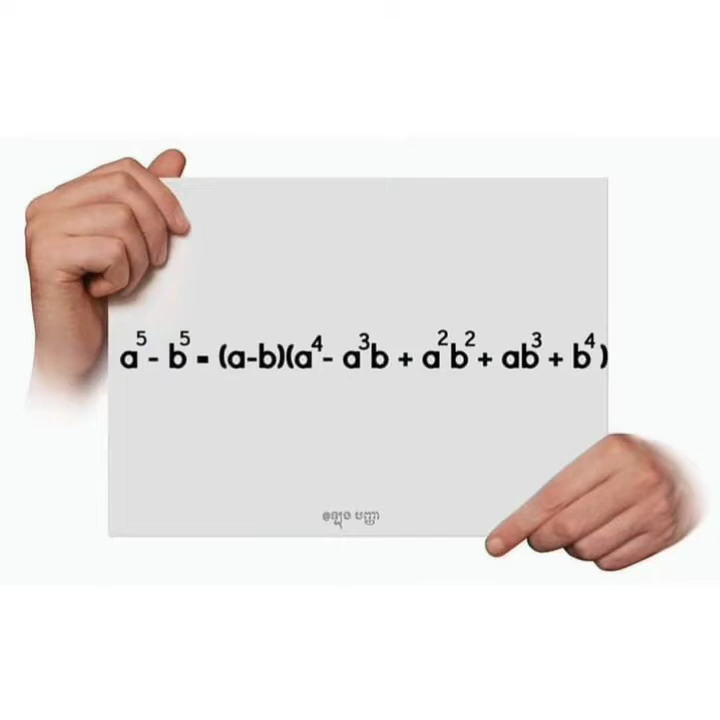 a⁵- b⁵ = (a-b)(a⁴- a³b + a²b²+ ab³ + b⁴)